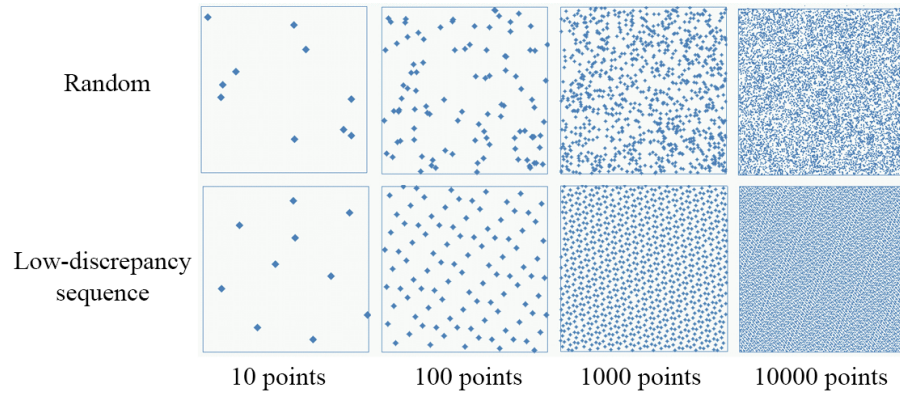 Random
Low-discrepancy
sequence
10 points
100 points
1000 points
10000 points